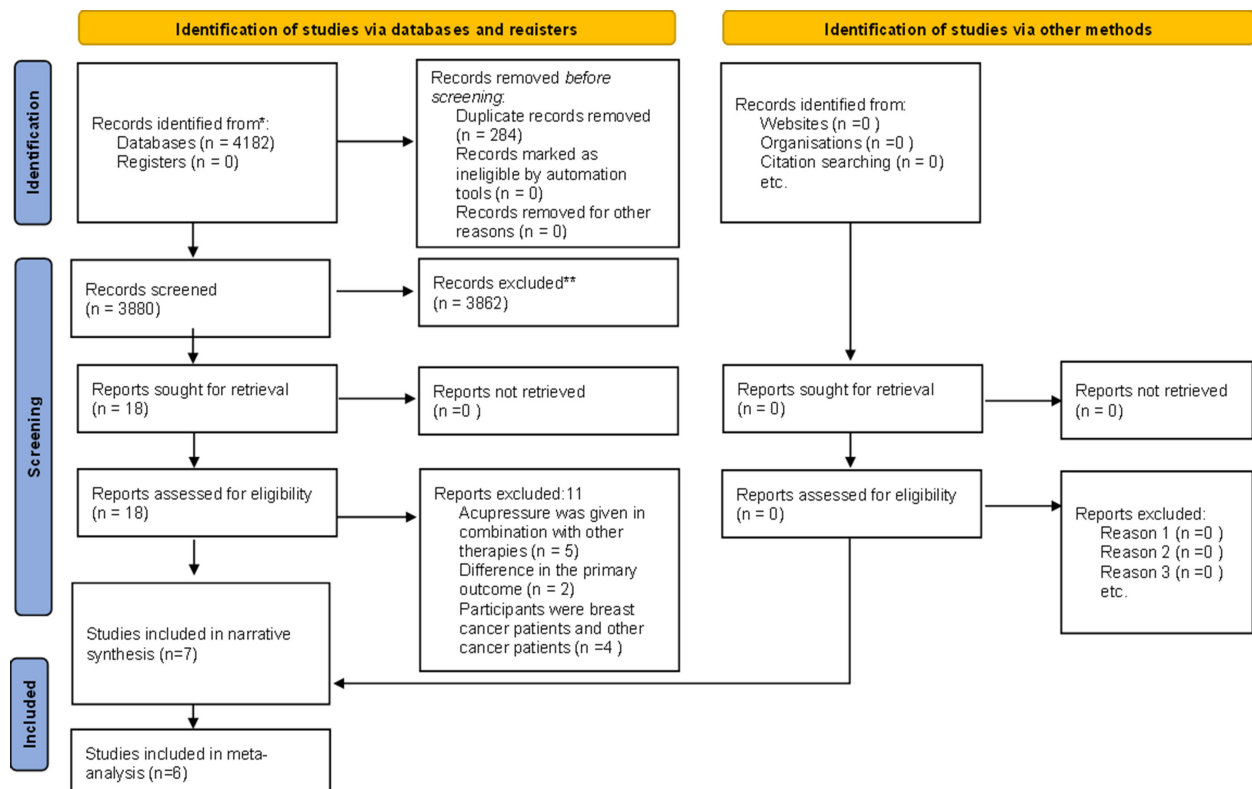 Identification of studies via databases and registers
Identification of studies via other methods
Identification
Records identified from*:
Databases (n = 4182)
Registers (n = 0)
Records removed before
screening:
Duplicate records removed
(n = 284)
Records marked as
ineligible by automation
tools (n = 0)
Records removed for other
reasons (n = 0)
Records identified from:
Websites (n =0 )
Organisations (n =0 )
Citation searching (n = 0)
etc.
Screening
Records screened
(n = 3880)
Records excluded**
(n = 3862)
Reports sought for retrieval
(n = 18)
Reports not retrieved
(n =0 )
Reports sought for retrieval
(n = 0)
Reports not retrieved
(n = 0)
Reports assessed for eligibility
(n = 18)
Reports excluded:11
Acupressure was given in
combination with other
therapies (n = 5)
Difference in the primary
outcome (n = 2)
Participants were breast
cancer patients and other
cancer patients (n =4 )
Reports assessed for eligibility
(n = 0)
Reports excluded:
Reason 1 (n =0 )
Reason 2 (n =0 )
Reason 3 (n =0 )
etc.
Included
Studies included in narrative
synthesis (n=7)
Studies included in meta-
analysis (n=6)